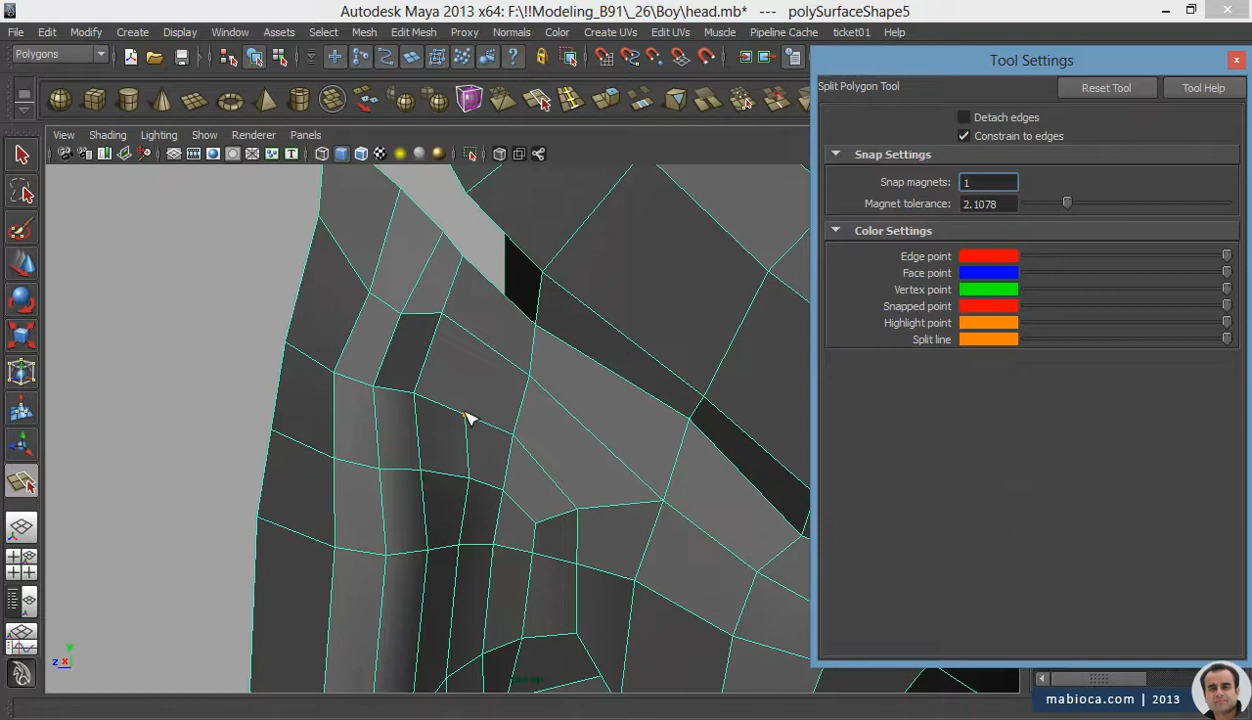 Autodesk Maya 2013 x64: F:\!!Modeling_B91\_26\Boy\head.mb*   ---   polySurfaceShape5
File Edit Modify Create Display Window Assets Select Mesh Edit Mesh Proxy Normals Color Create UVs Edit UVs Muscle Pipeline Cache ticket01 Help
Polygons
Tool Settings
Split Polygon Tool
Reset Tool
Tool Help
Detach edges
Constrain to edges
Snap Settings
Snap magnets: 1
Magnet tolerance: 2.1078
Color Settings
Edge point
Face point
Vertex point
Snapped point
Highlight point
Split line
View Shading Lighting Show Renderer Panels
y
z x
persp
mabioca.com | 2013